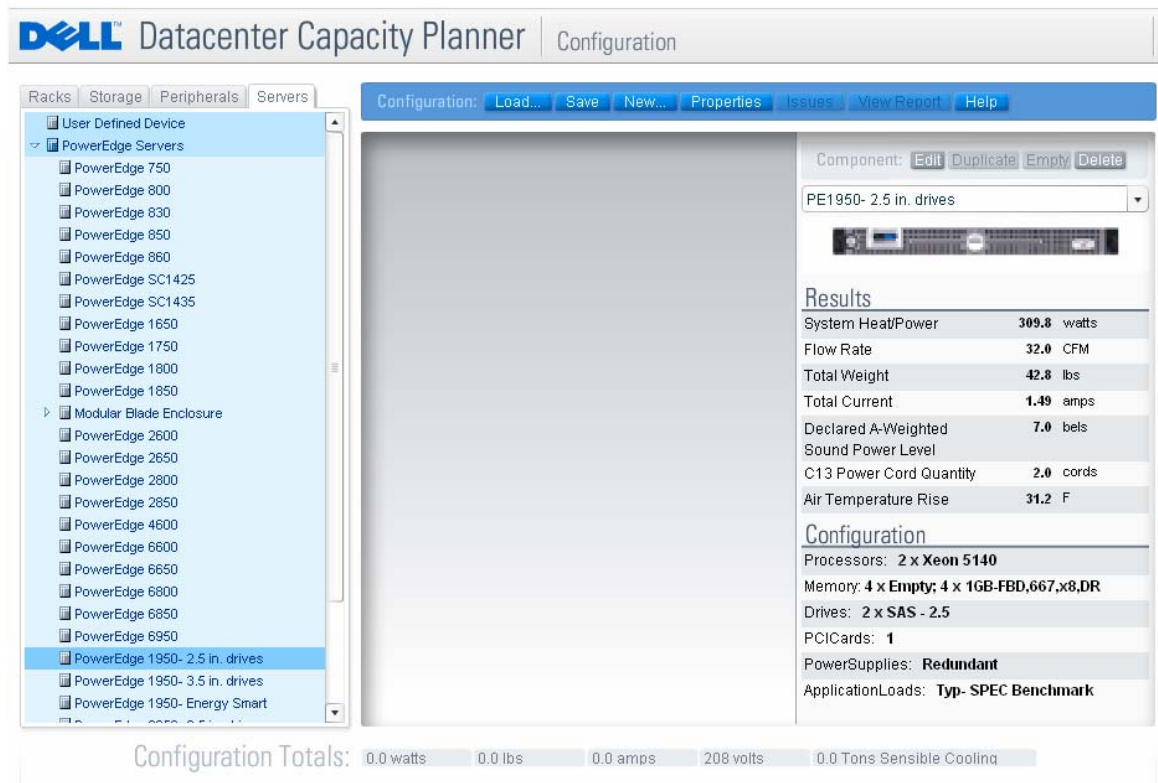 DELL™ Datacenter Capacity Planner Configuration
Racks Storage Peripherals Servers
User Defined Device
PowerEdge Servers
PowerEdge 750
PowerEdge 800
PowerEdge 830
PowerEdge 850
PowerEdge 860
PowerEdge SC1425
PowerEdge SC1435
PowerEdge 1650
PowerEdge 1750
PowerEdge 1800
PowerEdge 1850
Modular Blade Enclosure
PowerEdge 2600
PowerEdge 2650
PowerEdge 2800
PowerEdge 2850
PowerEdge 4600
PowerEdge 6600
PowerEdge 6650
PowerEdge 6800
PowerEdge 6850
PowerEdge 6950
PowerEdge 1950- 2.5 in. drives
PowerEdge 1950- 3.5 in. drives
PowerEdge 1950- Energy Smart
Configuration: Load... Save New... Properties Issues View Report Help
Component: Edit Duplicate Empty Delete
PE1950- 2.5 in. drives
Results
System Heat/Power 309.8 watts
Flow Rate 32.0 CFM
Total Weight 42.8 lbs
Total Current 1.49 amps
Declared A-Weighted 7.0 bels
Sound Power Level
C13 Power Cord Quantity 2.0 cords
Air Temperature Rise 31.2 F
Configuration
Processors: 2 x Xeon 5140
Memory: 4 x Empty; 4 x 1GB-FBD,667,x8,DR
Drives: 2 x SAS - 2.5
PCICards: 1
PowerSupplies: Redundant
ApplicationLoads: Typ- SPEC Benchmark
Configuration Totals: 0.0 watts 0.0 lbs 0.0 amps 208 volts 0.0 Tons Sensible Cooling